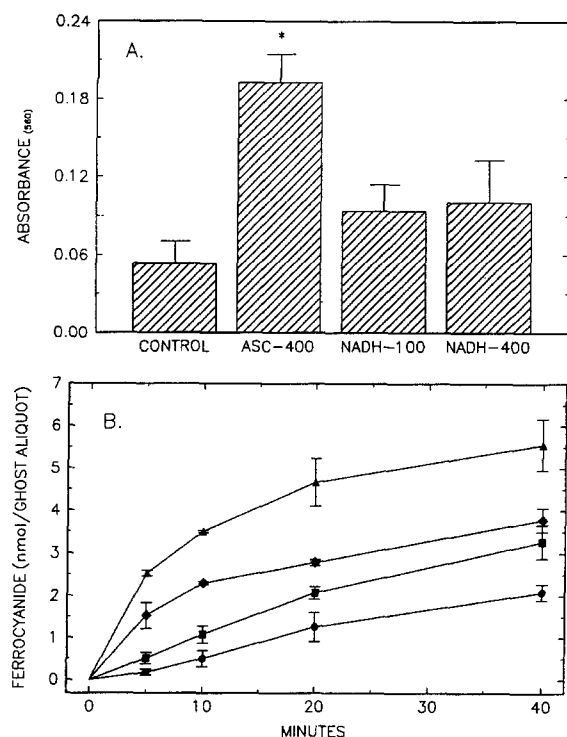 0.24
A.
*
0.18
0.12
0.06
0.00
ABSORBANCE (560)
CONTROL ASC-400 NADH-100 NADH-400
7
B.
6
5
4
3
2
1
0
FERROCYANIDE (nmol/GHOST ALIQUOT)
0 10 20 30 40
MINUTES